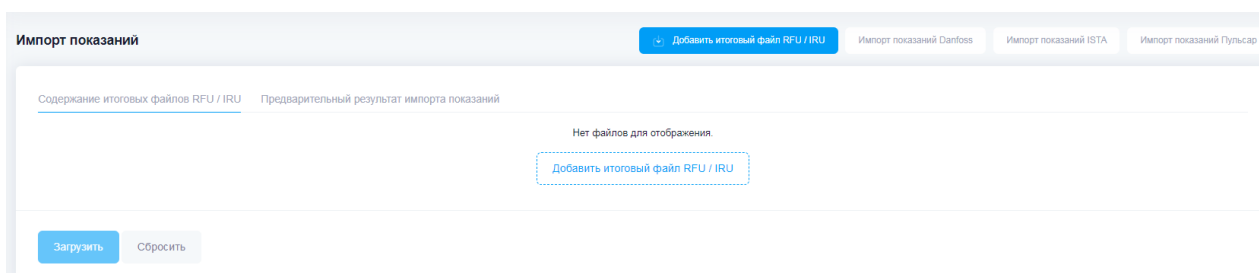 Импорт показаний
Добавить итоговый файл RFU / IRU
Импорт показаний Danfoss
Импорт показаний ISTA
Импорт показаний Пульсар
Содержание итоговых файлов RFU / IRU
Предварительный результат импорта показаний
Нет файлов для отображения.
Добавить итоговый файл RFU / IRU
Загрузить
Сбросить